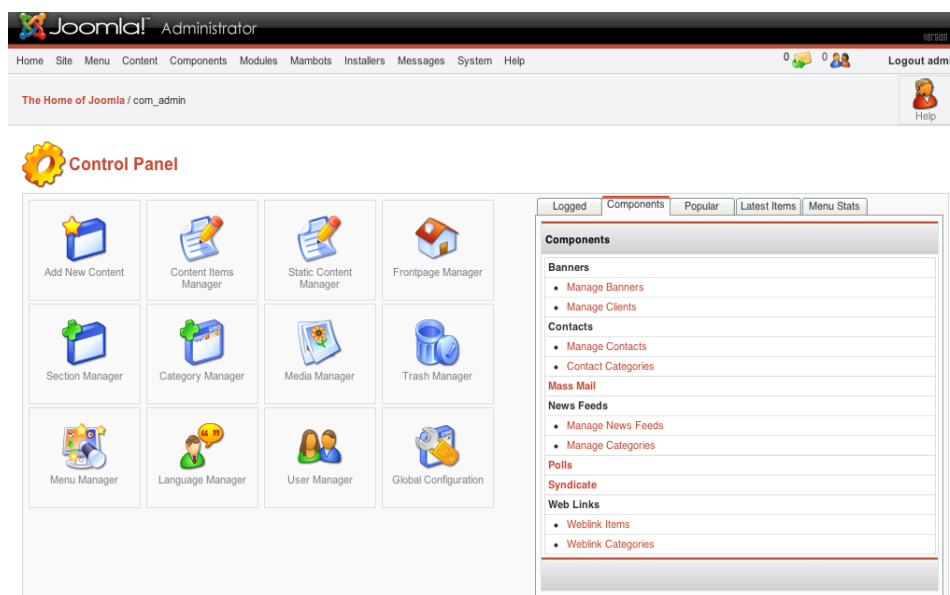 Joomla!™ Administrator
version
Home Site Menu Content Components Modules Mambots Installers Messages System Help 0 0 Logout admi
The Home of Joomla / com_admin
Help
Control Panel
Add New Content
Content Items
Manager
Static Content
Manager
Frontpage Manager
Section Manager
Category Manager
Media Manager
Trash Manager
Menu Manager
Language Manager
User Manager
Global Configuration
Logged Components Popular Latest Items Menu Stats
Components
Banners
• Manage Banners
• Manage Clients
Contacts
• Manage Contacts
• Contact Categories
Mass Mail
News Feeds
• Manage News Feeds
• Manage Categories
Polls
Syndicate
Web Links
• Weblink Items
• Weblink Categories